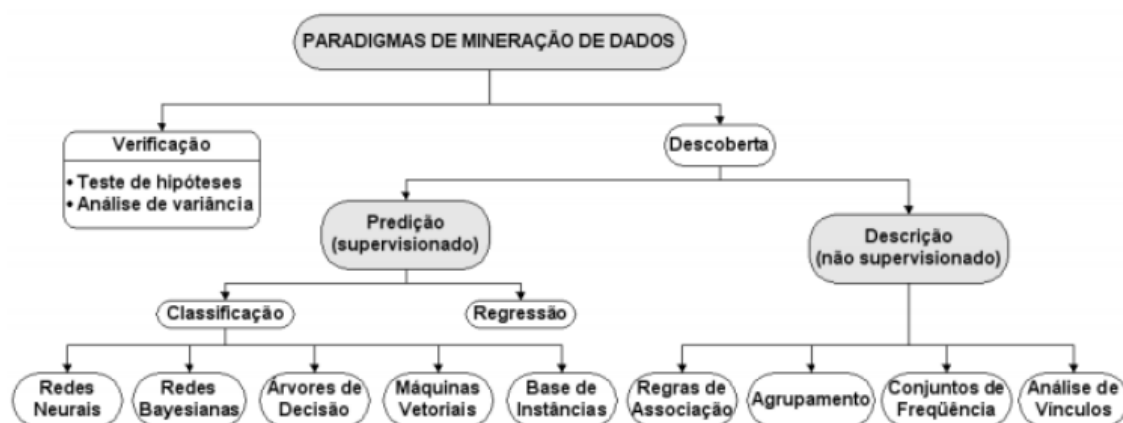 PARADIGMAS DE MINERAÇÃO DE DADOS
Verificação
• Teste de hipóteses
• Análise de variância
Descoberta
Predição
(supervisionado)
Descrição
(não supervisionado)
Classificação
Regressão
Redes
Neurais
Redes
Bayesianas
Árvores de
Decisão
Máquinas
Vetoriais
Base de
Instâncias
Regras de
Associação
Agrupamento
Conjuntos de
Freqüência
Análise de
Vínculos